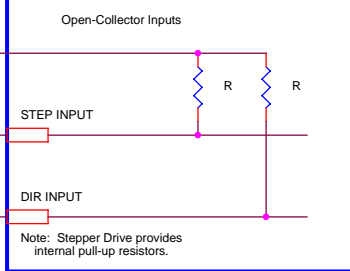 Open-Collector Inputs
R R
STEP INPUT
DIR INPUT
Note: Stepper Drive provides
internal pull-up resistors.